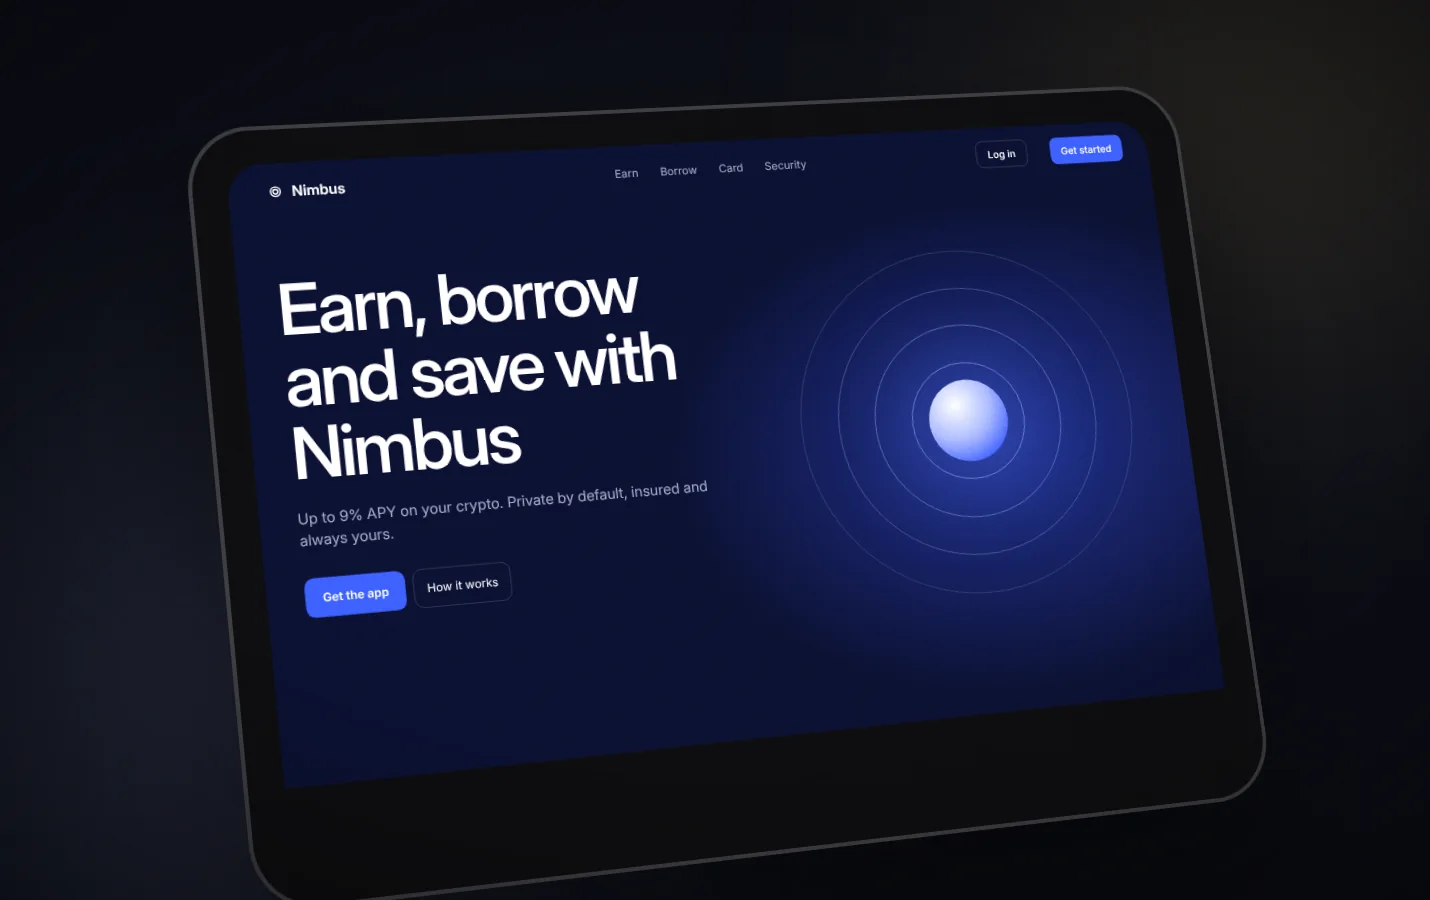 Nimbus
Earn Borrow Card Security
Log in
Get started
Earn, borrow
and save with
Nimbus
Up to 9% APY on your crypto. Private by default, insured and
always yours.
Get the app
How it works